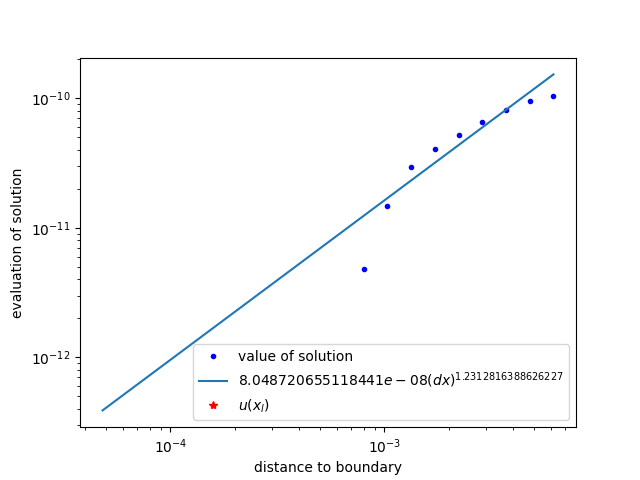 10⁻¹⁰
10⁻¹¹
10⁻¹²
evaluation of solution
value of solution
8.048720655118441e − 08(dx)^1.2312816388626227
u(x_l)
10⁻⁴
10⁻³
distance to boundary